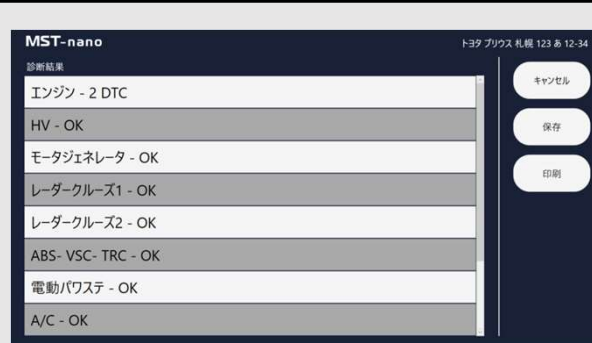 MST-nano
トヨタ プリウス 札幌 123 あ 12-34
診断結果
エンジン - 2 DTC
HV - OK
モータジェネレータ - OK
レーダークルーズ1 - OK
レーダークルーズ2 - OK
ABS- VSC- TRC - OK
電動パワステ - OK
A/C - OK
キャンセル
保存
印刷